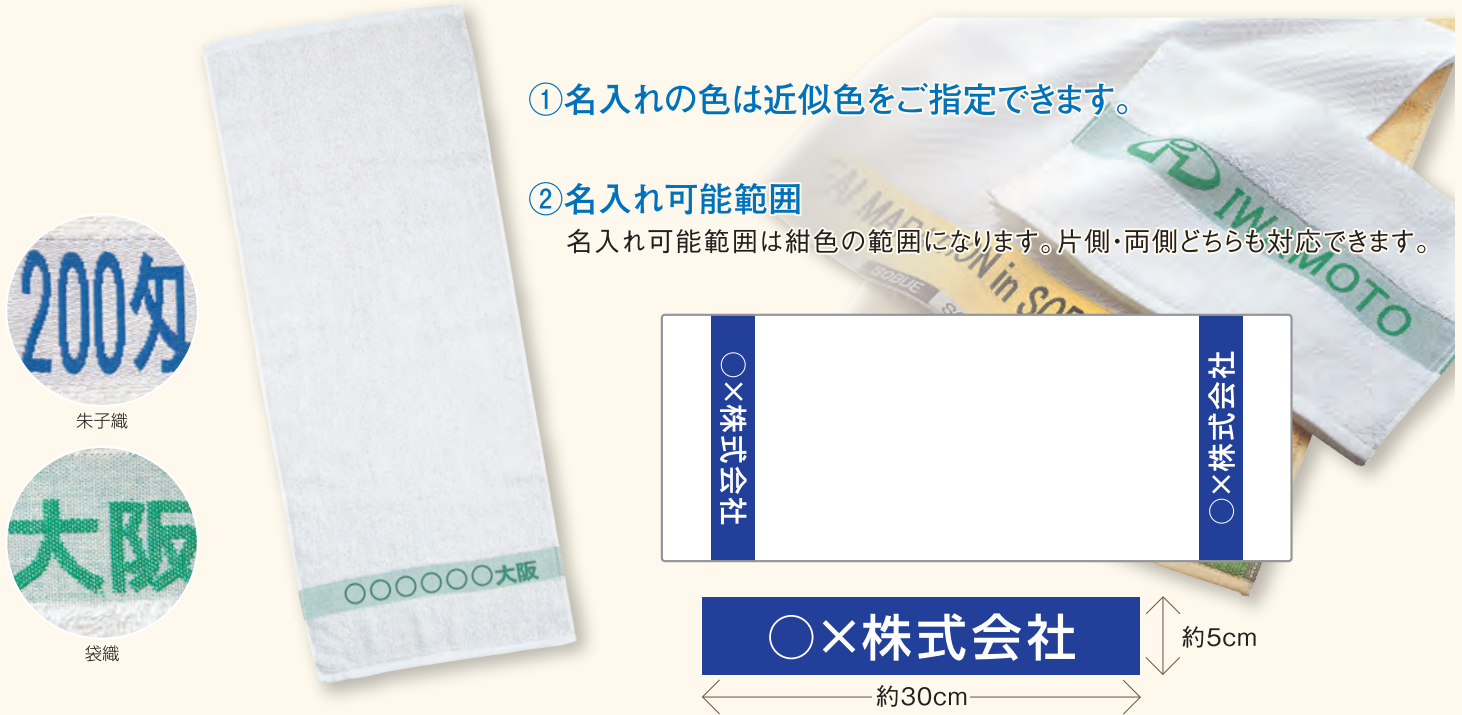 ①名入れの色は近似色をご指定できます。
②名入れ可能範囲
名入れ可能範囲は紺色の範囲になります。片側・両側どちらも対応できます。
200匁
朱子織
大阪
袋織
○○○○○○大阪
MARATHON in SOBUE
SOBUE
IWAMOTO
○×株式会社
○×株式会社
○×株式会社
約5cm
約30cm